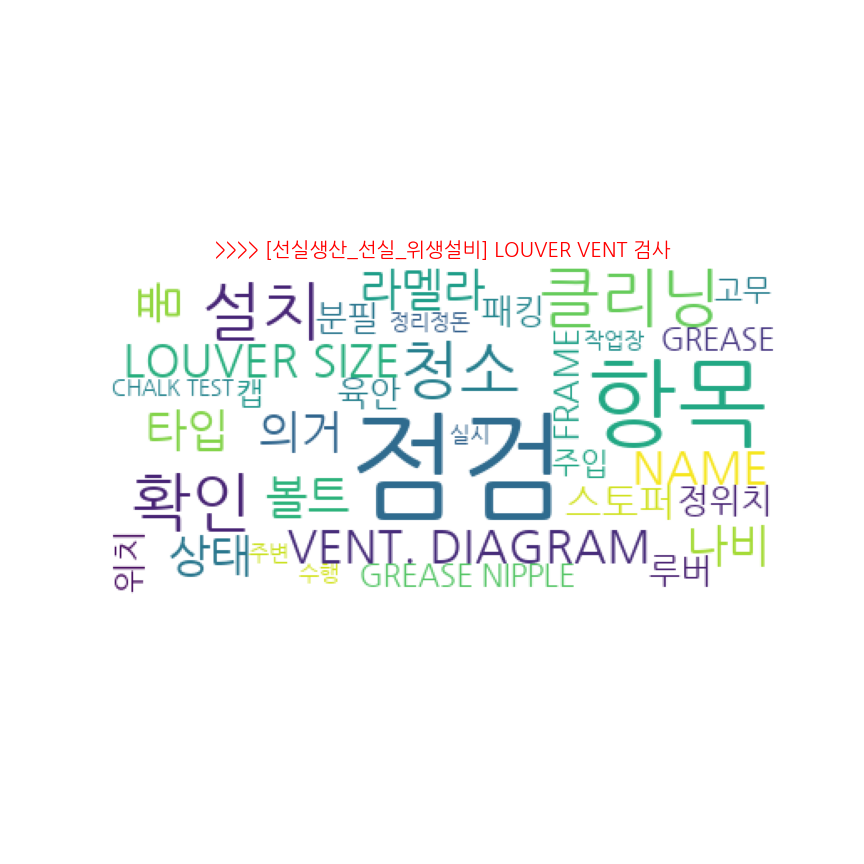 >>>> [선실생산_선실_위생설비] LOUVER VENT 검사
폼
설치
분필
라멜라
정리정돈
패킹
클리닝
고무
LOUVER SIZE
청소
FRAME
작업장
GREASE
CHALK TEST
캡
육안
항목
타입
의거
점검
실시
주입
NAME
확인
볼트
스토퍼
정위치
위치
상태
주변
VENT. DIAGRAM
나비
수행
GREASE NIPPLE
루버